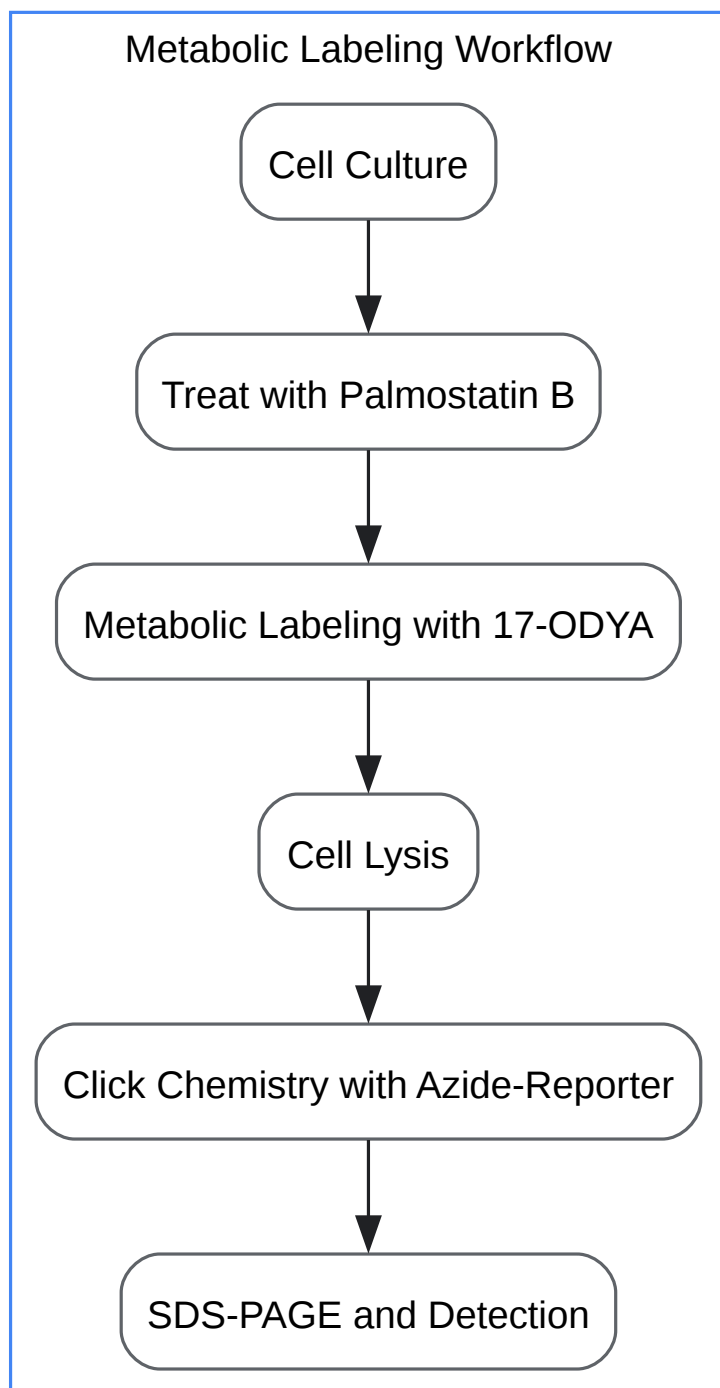 Metabolic Labeling Workflow
Cell Culture
Treat with Palmostatin B
Metabolic Labeling with 17-ODYA
Cell Lysis
Click Chemistry with Azide-Reporter
SDS-PAGE and Detection